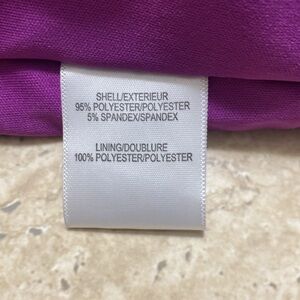 SHELL/EXTERIEUR
95% POLYESTER/POLYESTER
5% SPANDEX/SPANDEX
LINING/DOUBLURE
100% POLYESTER/POLYESTER